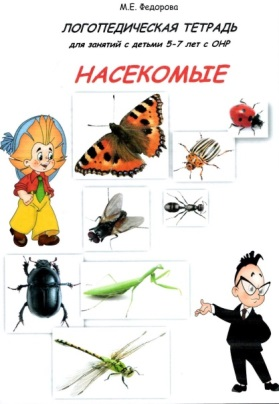 М.Е. Федорова
ЛОГОПЕДИЧЕСКАЯ ТЕТРАДЬ
для занятий с детьми 5-7 лет с ОНР
НАСЕКОМЫЕ